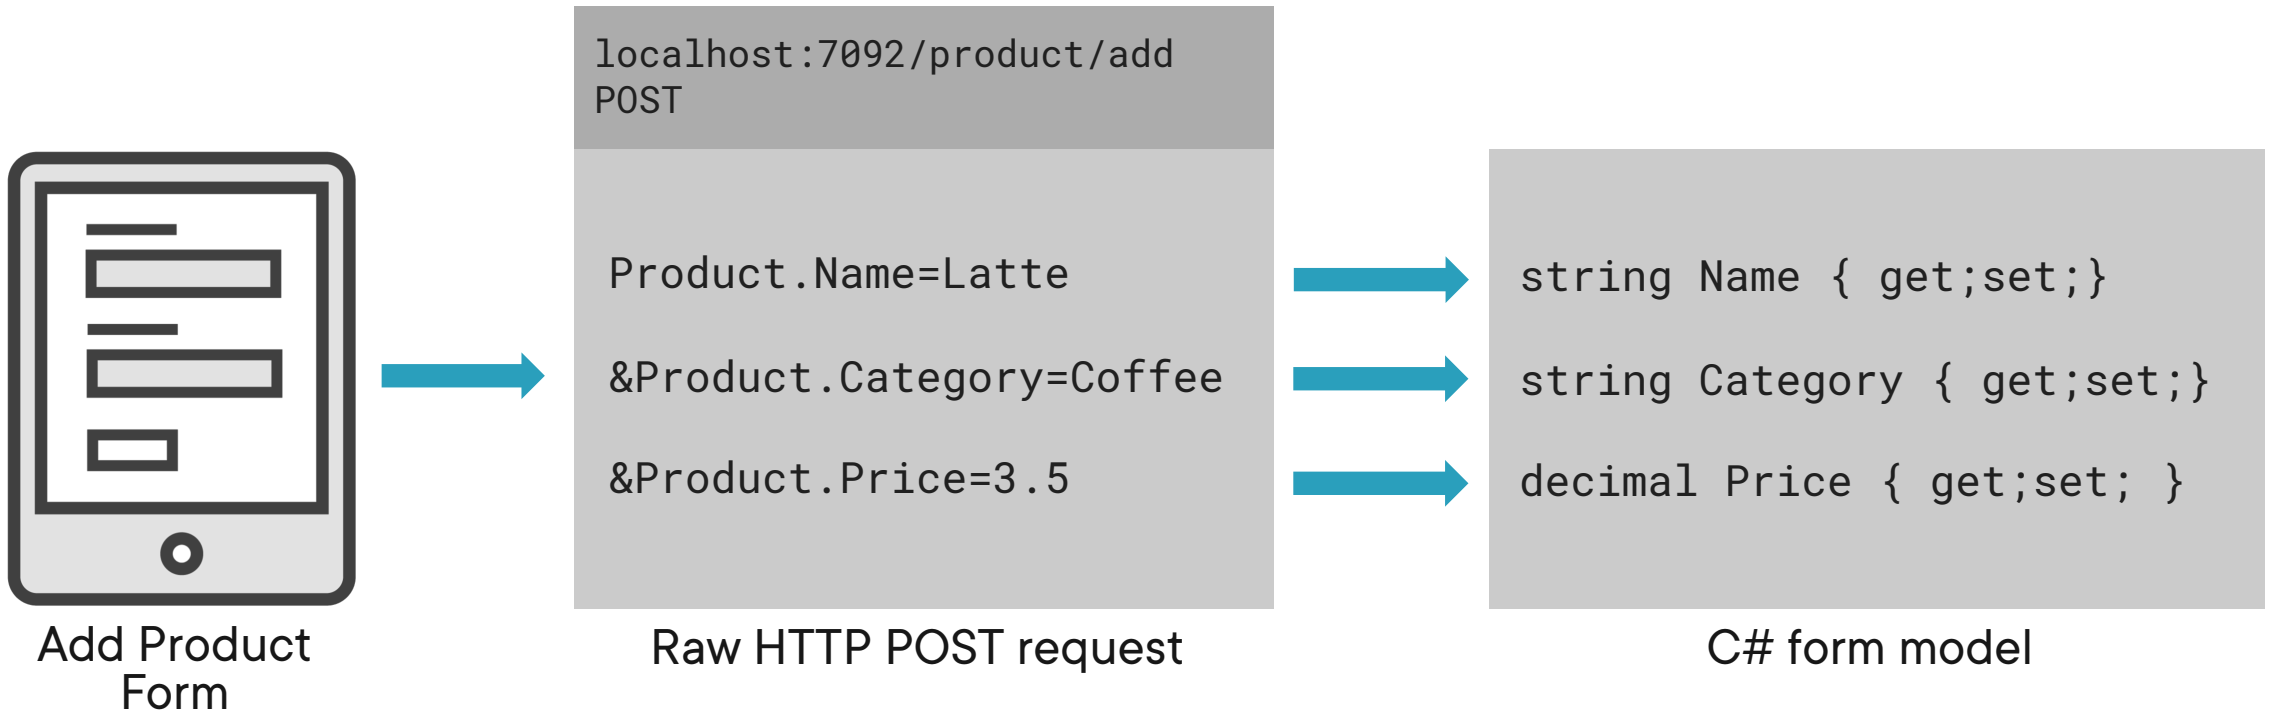 localhost:7092/product/add
POST
Product.Name=Latte
&Product.Category=Coffee
&Product.Price=3.5
string Name { get;set;}
string Category { get;set;}
decimal Price { get;set; }
Add Product
Form
Raw HTTP POST request
C# form model